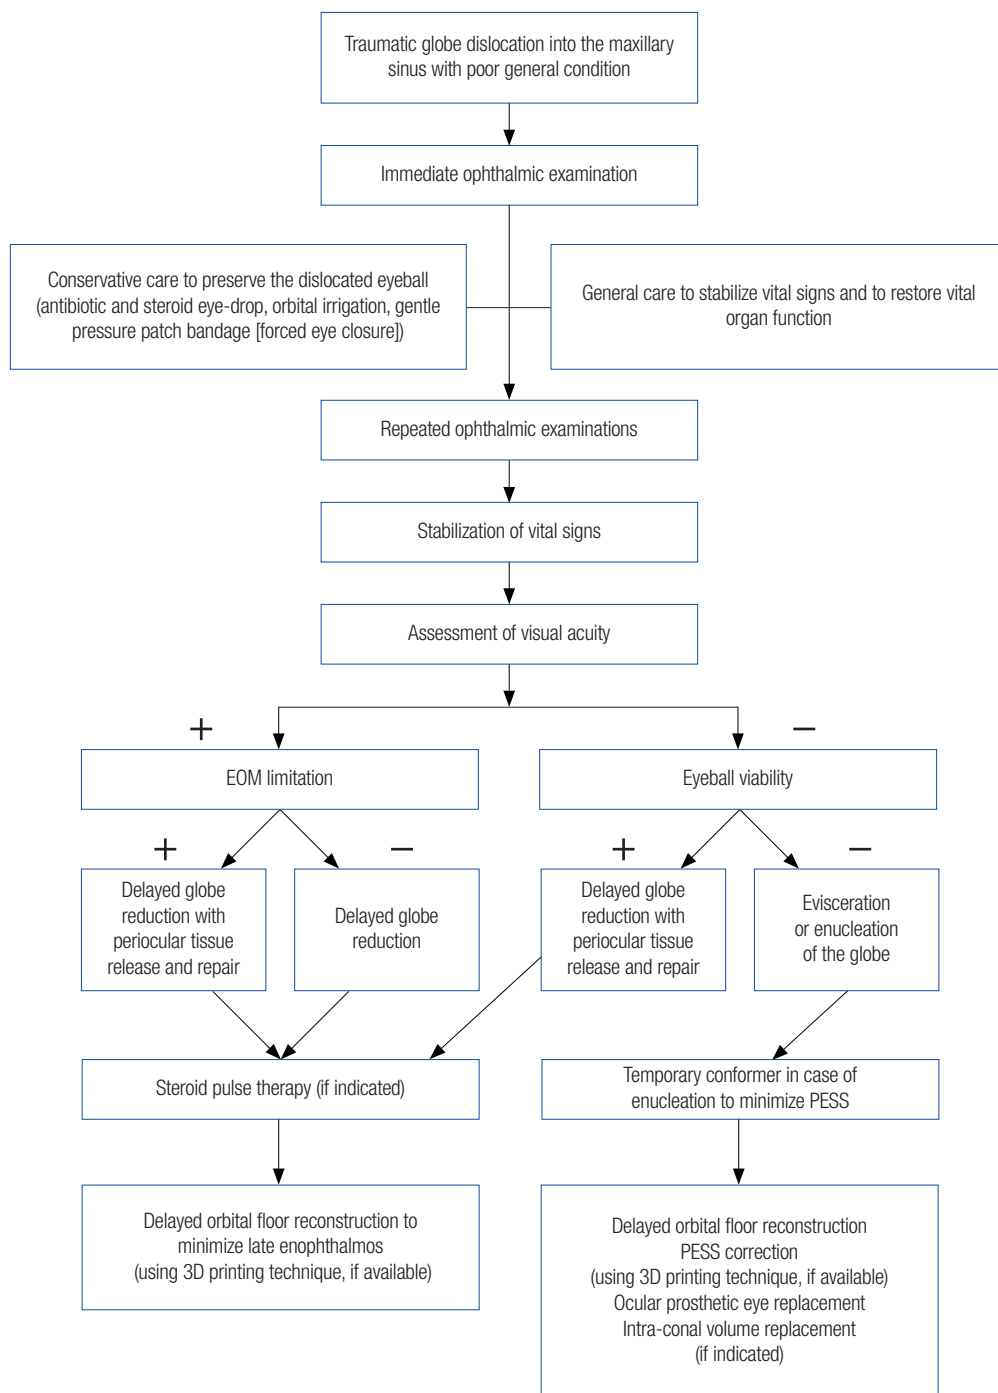 Traumatic globe dislocation into the maxillary
sinus with poor general condition
Immediate ophthalmic examination
Conservative care to preserve the dislocated eyeball
(antibiotic and steroid eye-drop, orbital irrigation, gentle
pressure patch bandage [forced eye closure])
General care to stabilize vital signs and to restore vital
organ function
Repeated ophthalmic examinations
Stabilization of vital signs
Assessment of visual acuity
+
−
EOM limitation
Eyeball viability
+
−
+
−
Delayed globe
reduction with
periocular tissue
release and repair
Delayed globe
reduction
Delayed globe
reduction with
periocular tissue
release and repair
Evisceration
or enucleation
of the globe
Steroid pulse therapy (if indicated)
Temporary conformer in case of
enucleation to minimize PESS
Delayed orbital floor reconstruction to
minimize late enophthalmos
(using 3D printing technique, if available)
Delayed orbital floor reconstruction
PESS correction
(using 3D printing technique, if available)
Ocular prosthetic eye replacement
Intra-conal volume replacement
(if indicated)